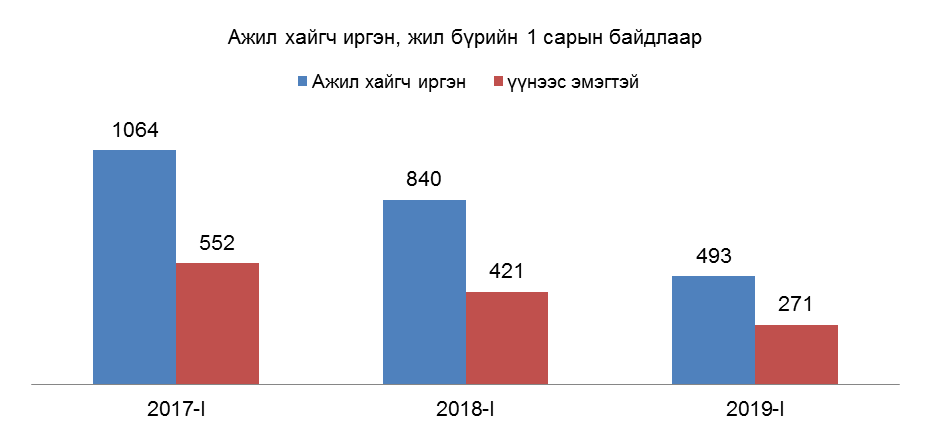 Ажил хайгч иргэн, жил бүрийн 1 сарын байдлаар
Ажил хайгч иргэн үүнээс эмэгтэй
1064
552
840
421
493
271
2017-I 2018-I 2019-I